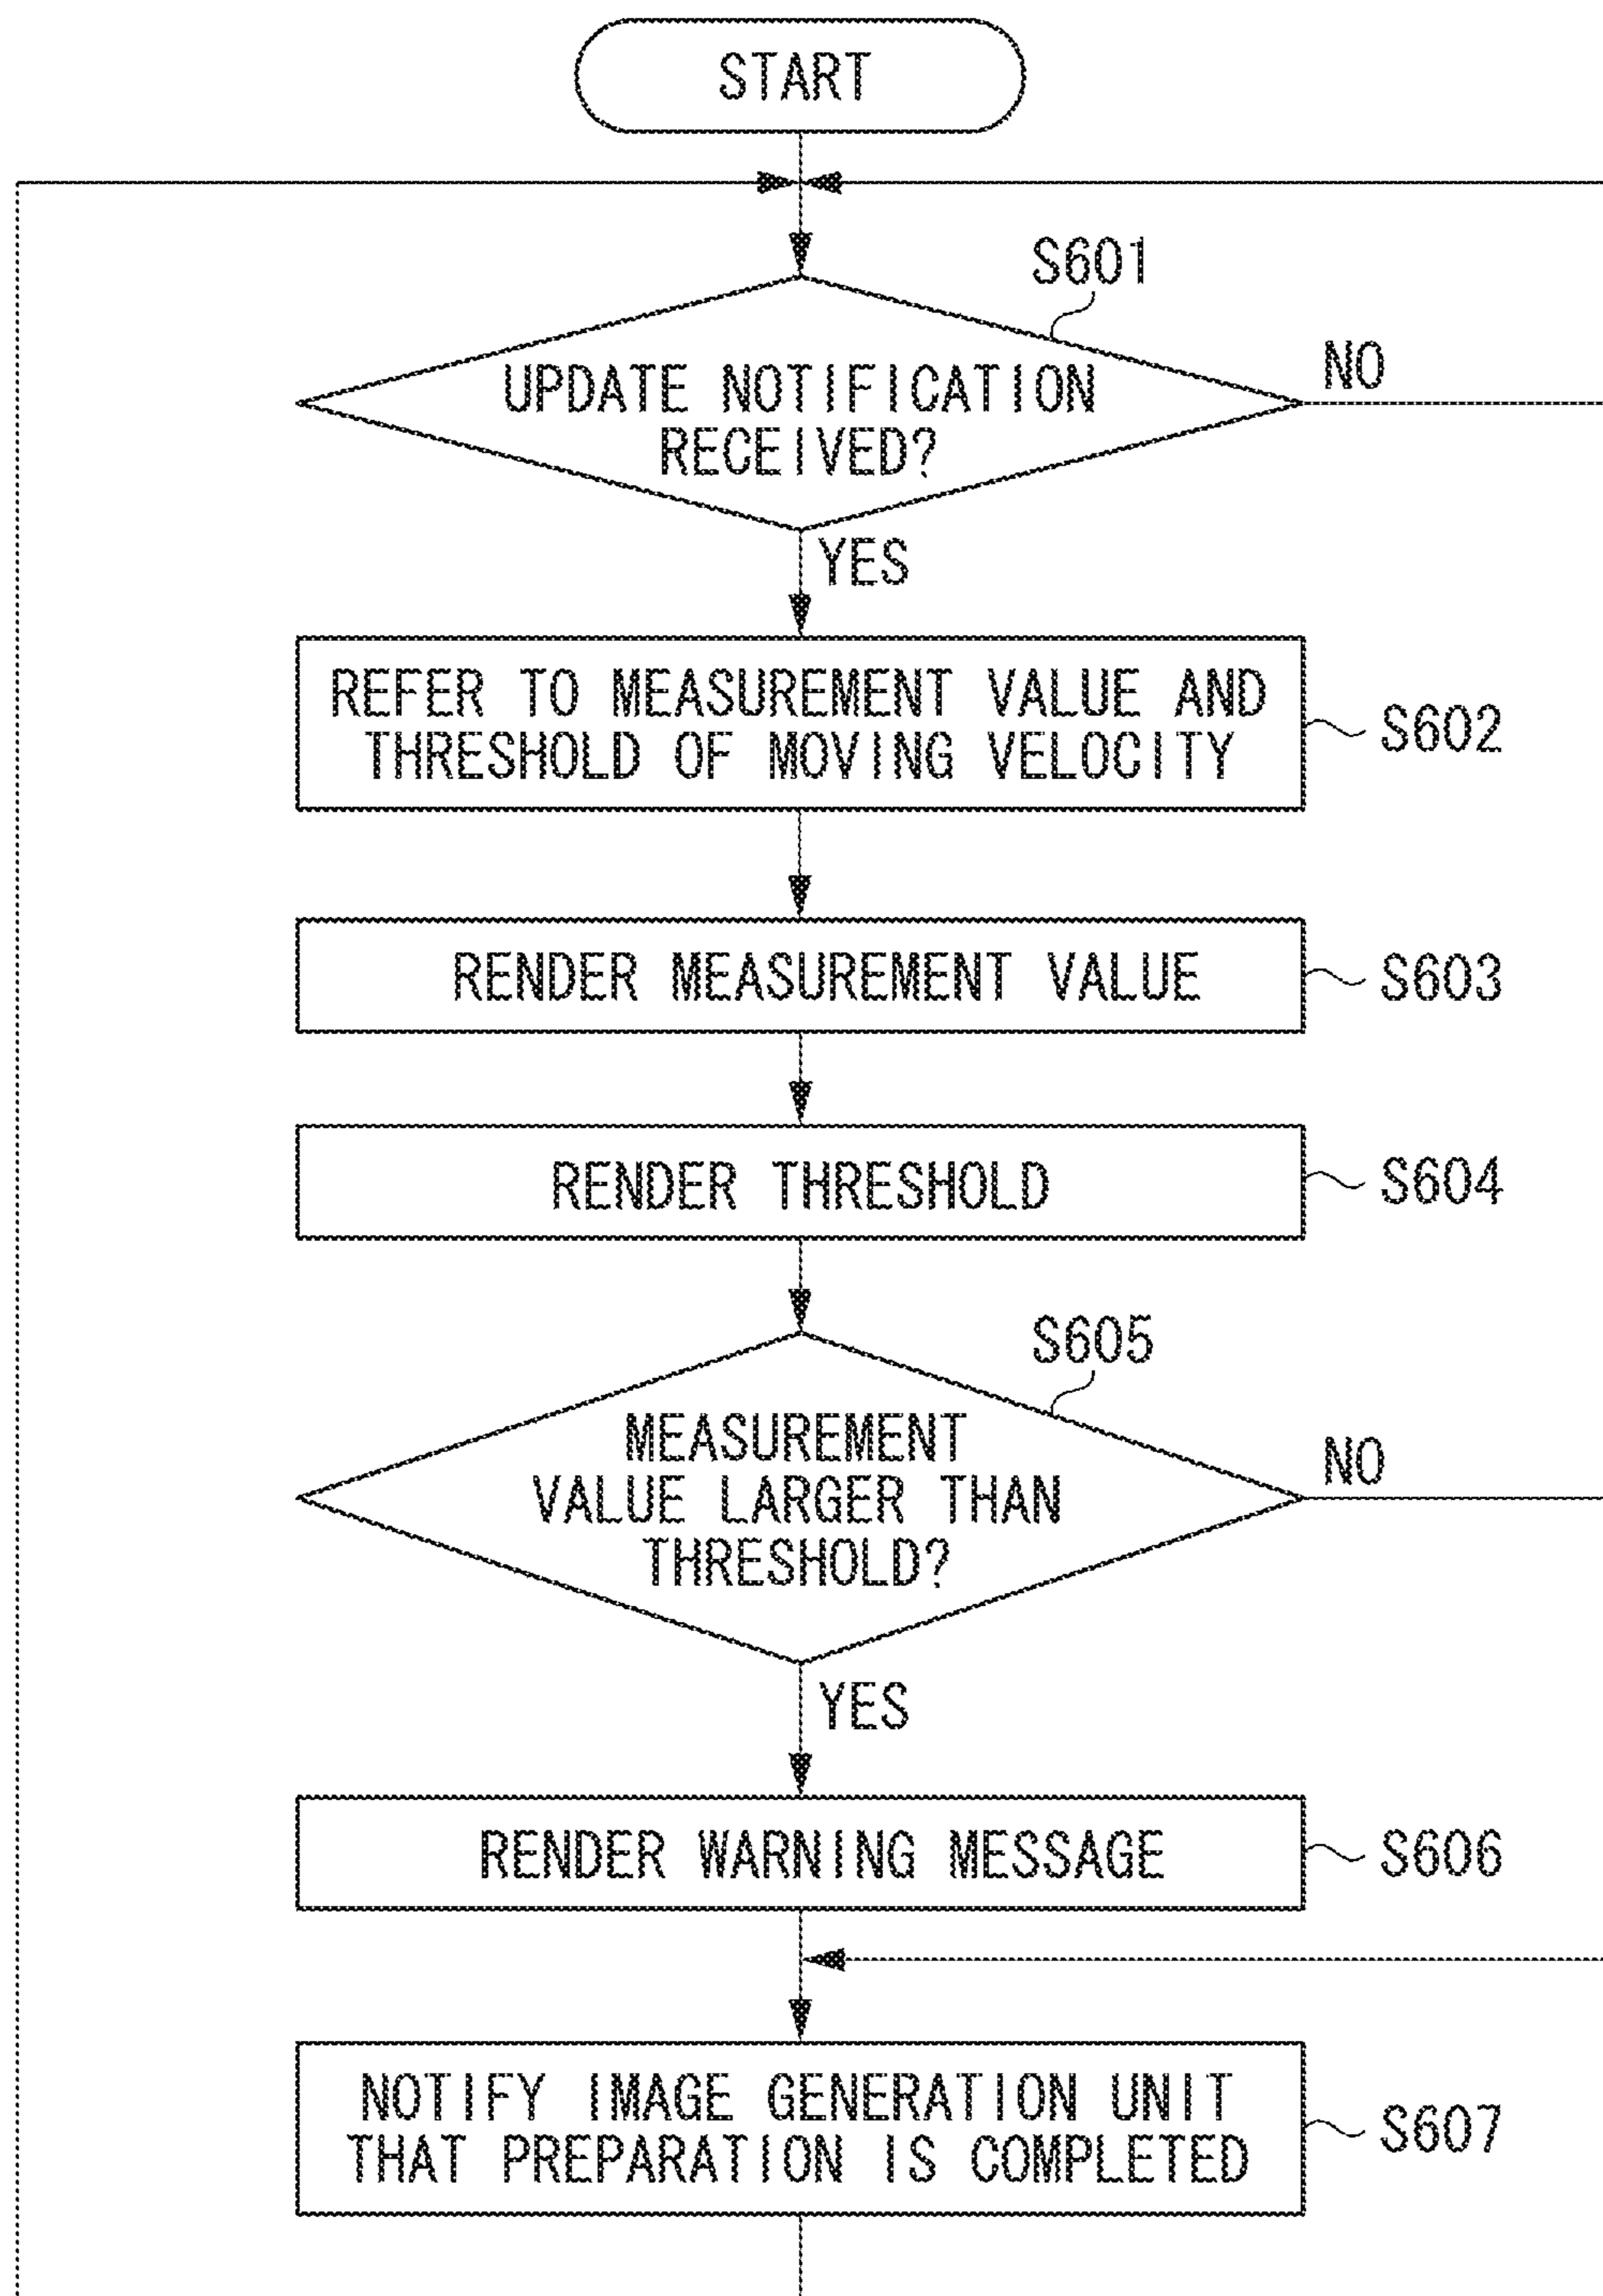 START
S601
UPDATE NOTIFICATION
RECEIVED?
NO
YES
REFER TO MEASUREMENT VALUE AND
THRESHOLD OF MOVING VELOCITY
S602
RENDER MEASUREMENT VALUE
S603
RENDER THRESHOLD
S604
S605
MEASUREMENT
VALUE LARGER THAN
THRESHOLD?
NO
YES
RENDER WARNING MESSAGE
S606
NOTIFY IMAGE GENERATION UNIT
THAT PREPARATION IS COMPLETED
S607